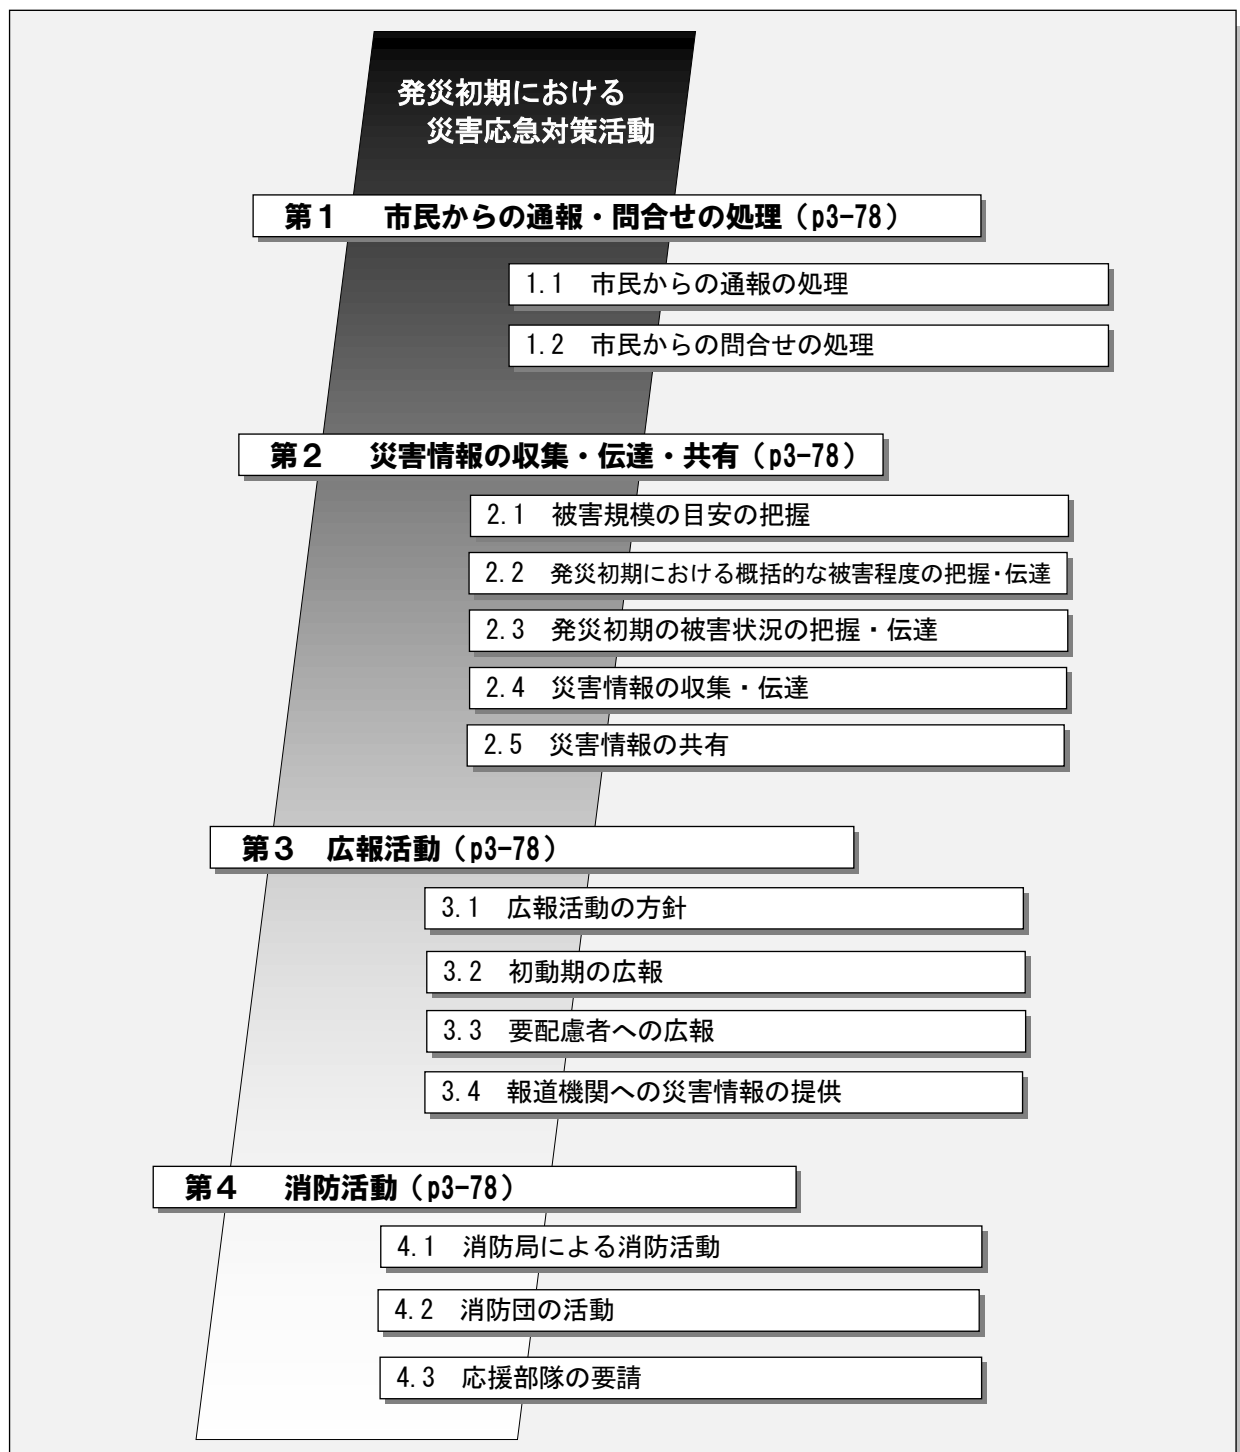 発災初期における
災害応急対策活動
第１　市民からの通報・問合せの処理（p3-78）
1.1　市民からの通報の処理
1.2　市民からの問合せの処理
第２　災害情報の収集・伝達・共有（p3-78）
2.1　被害規模の目安の把握
2.2　発災初期における概括的な被害程度の把握・伝達
2.3　発災初期の被害状況の把握・伝達
2.4　災害情報の収集・伝達
2.5　災害情報の共有
第３　広報活動（p3-78）
3.1　広報活動の方針
3.2　初動期の広報
3.3　要配慮者への広報
3.4　報道機関への災害情報の提供
第４　消防活動（p3-78）
4.1　消防局による消防活動
4.2　消防団の活動
4.3　応援部隊の要請